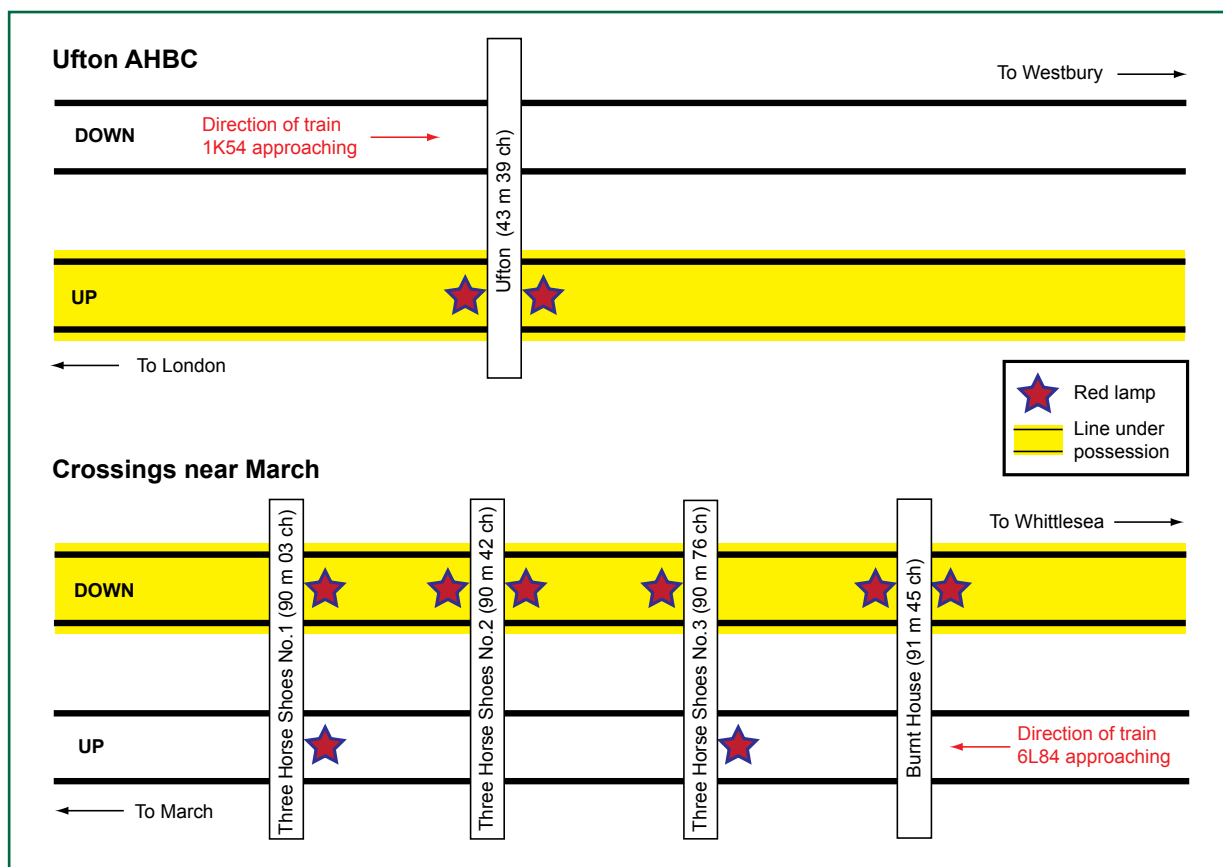 Ufton AHBC
To Westbury
DOWN
Direction of train
1K54 approaching
Ufton (43 m 39 ch)
UP
To London
Red lamp
Line under
possession
Crossings near March
To Whittlesea
Three Horse Shoes No.1 (90 m 03 ch)
Three Horse Shoes No.2 (90 m 42 ch)
Three Horse Shoes No.3 (90 m 76 ch)
Burnt House (91 m 45 ch)
DOWN
UP
Direction of train
6L84 approaching
To March